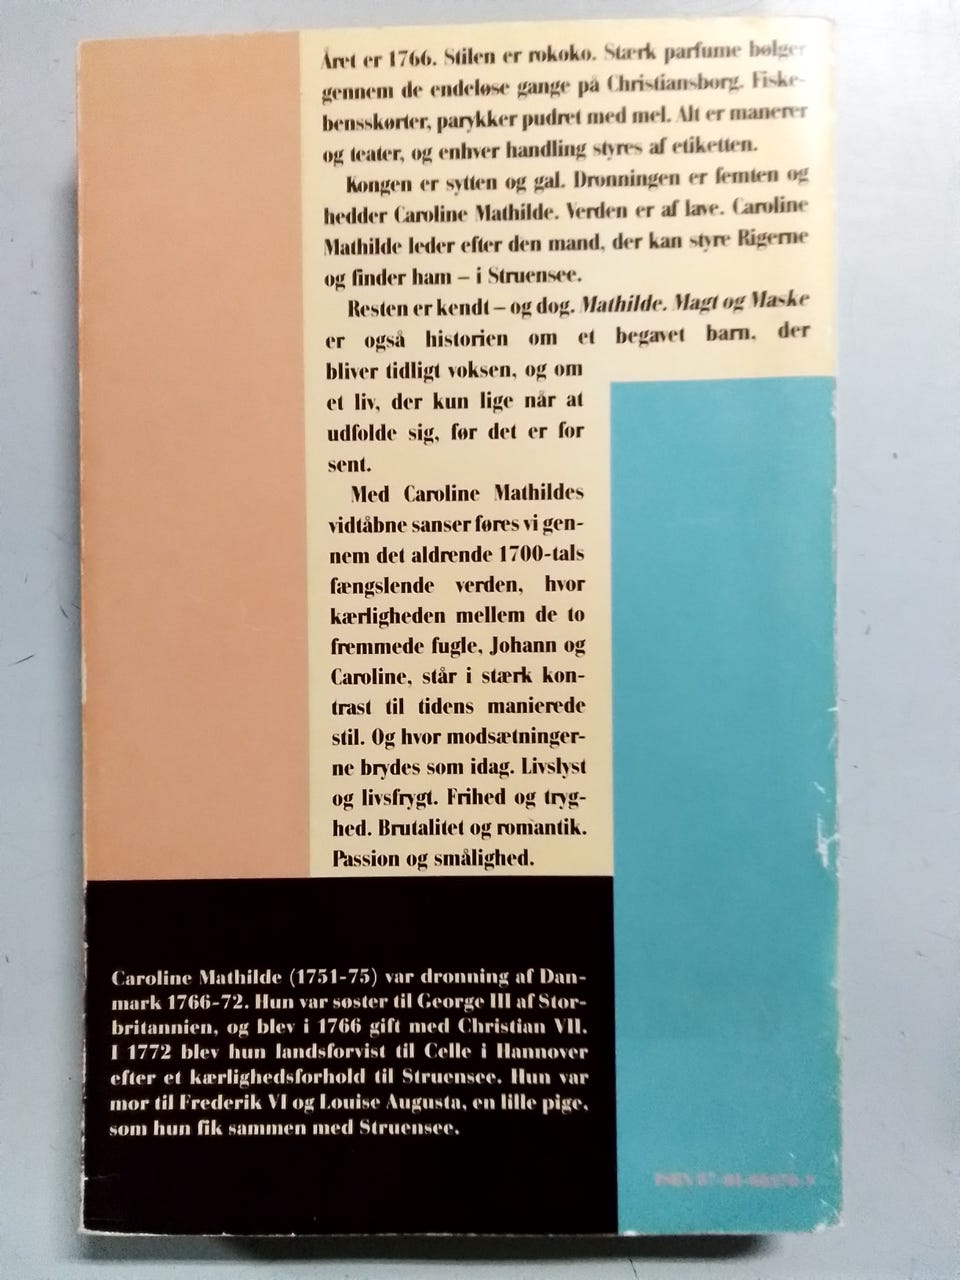 Året er 1766. Stilen er rokoko. Stærk parfume bølger
gennem de endeløse gange på Christiansborg. Fiske-
bensskørter, parykker pudret med mel. Alt er manerer
og teater, og enhver handling styres af etiketten.
Kongen er sytten og gal. Dronningen er femten og
hedder Caroline Mathilde. Verden er af lave. Caroline
Mathilde leder efter den mand, der kan styre Rigerne
og finder ham – i Struensee.
Resten er kendt – og dog. Mathilde. Magt og Maske
er også historien om et begavet barn, der
bliver tidligt voksen, og om
et liv, der kun lige når at
udfolde sig, før det er for
sent.
Med Caroline Mathildes
vidtåbne sanser føres vi gen-
nem det aldrende 1700-tals
fængslende verden, hvor
kærligheden mellem de to
fremmede fugle, Johann og
Caroline, står i stærk kon-
trast til tidens manierede
stil. Og hvor modsætninger-
ne brydes som idag. Livslyst
og livsfrygt. Frihed og tryg-
hed. Brutalitet og romantik.
Passion og smålighed.
Caroline Mathilde (1751-75) var dronning af Dan-
mark 1766-72. Hun var søster til George III af Stor-
britannien, og blev i 1766 gift med Christian VII.
I 1772 blev hun landsforvist til Celle i Hannover
efter et kærlighedsforhold til Struensee. Hun var
mor til Frederik VI og Louise Augusta, en lille pige,
som hun fik sammen med Struensee.
ISBN